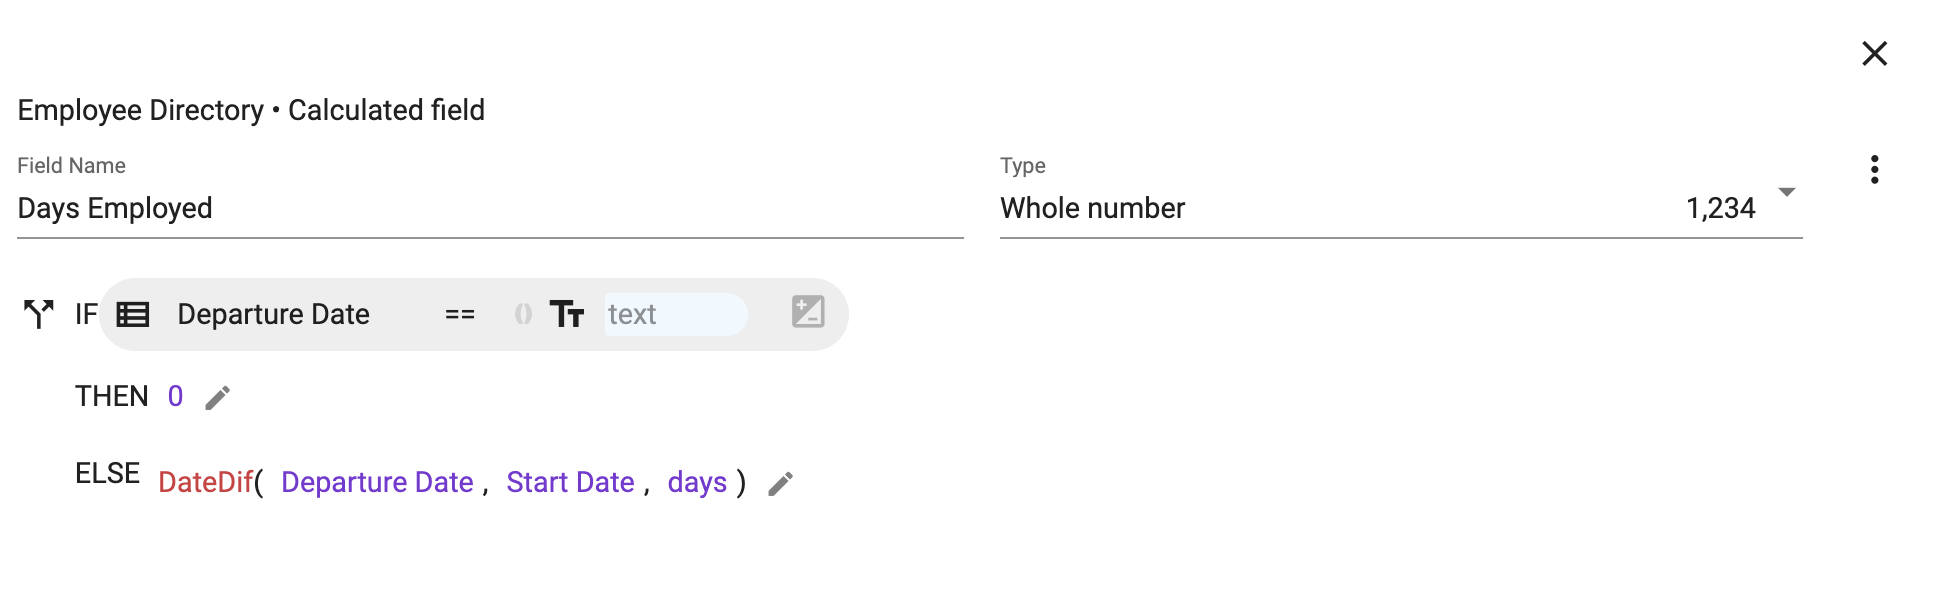 Employee Directory • Calculated field
Field Name
Days Employed
Type
Whole number 1,234
IF Departure Date == () Tt text
THEN 0
ELSE DateDif( Departure Date , Start Date , days )